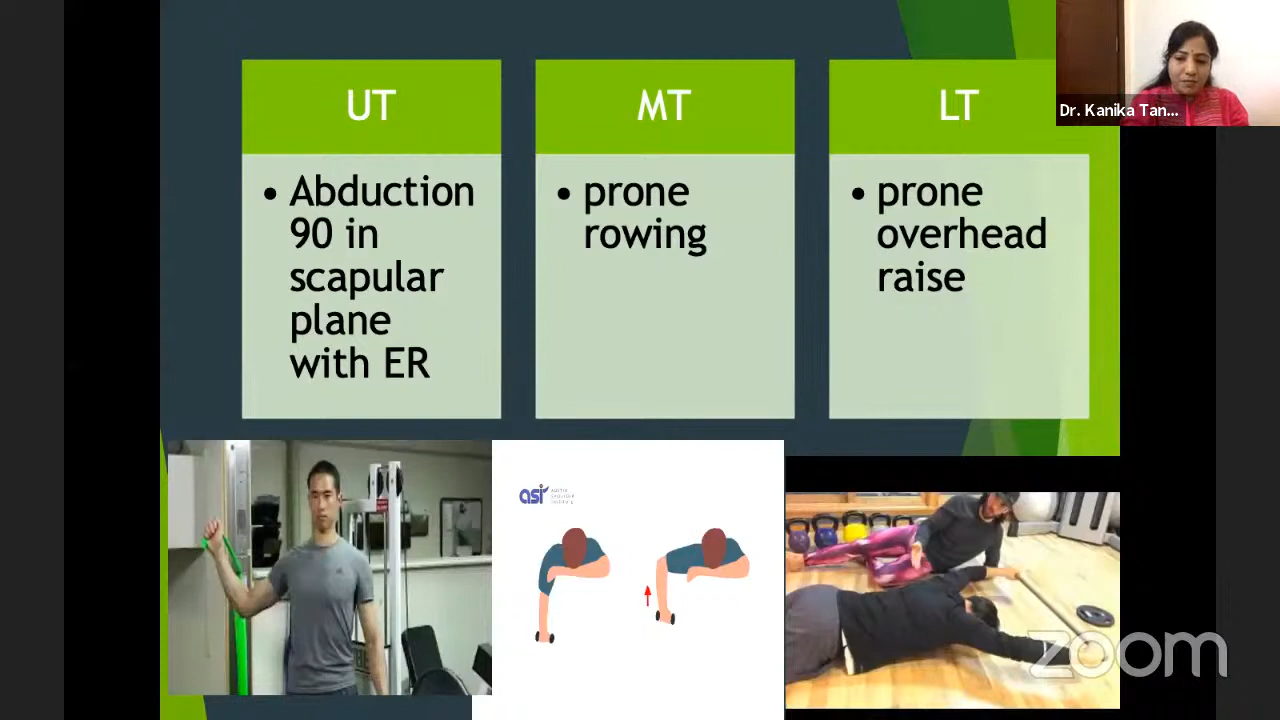 UT
MT
LT
Dr. Kanika Tan...
• Abduction
90 in
scapular
plane
with ER
• prone
rowing
• prone
overhead
raise
asi
zoom